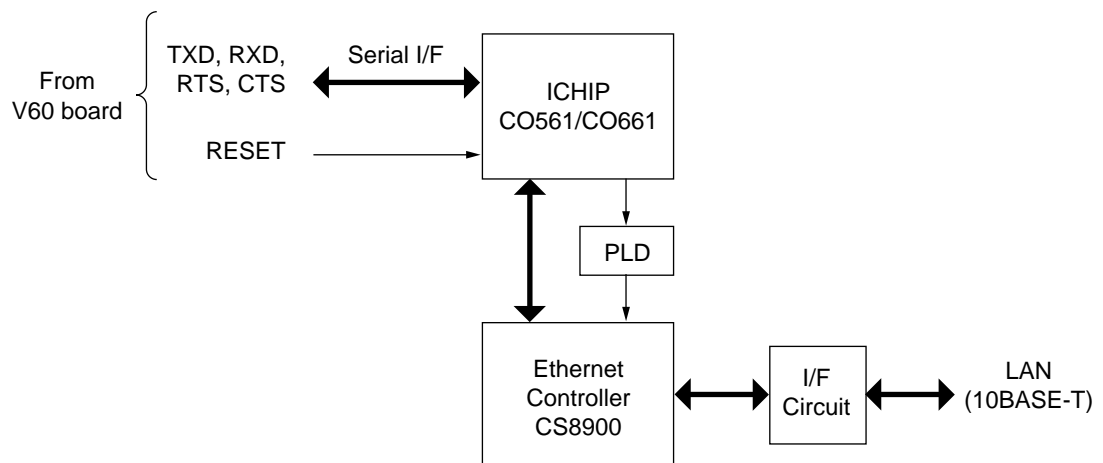 From
V60 board
TXD, RXD,
RTS, CTS
Serial I/F
RESET
ICHIP
CO561/CO661
PLD
Ethernet
Controller
CS8900
I/F
Circuit
LAN
(10BASE-T)